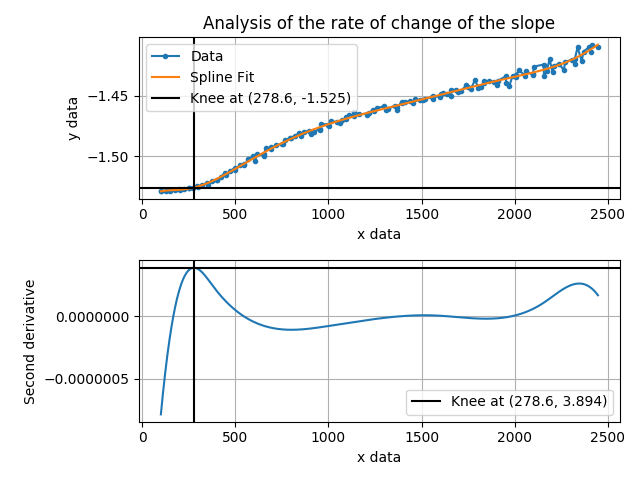 Analysis of the rate of change of the slope
Data
Spline Fit
Knee at (278.6, -1.525)
−1.45
−1.50
y data
0 500 1000 1500 2000 2500
x data
0.0000000
−0.0000005
Second derivative
Knee at (278.6, 3.894)
0 500 1000 1500 2000 2500
x data